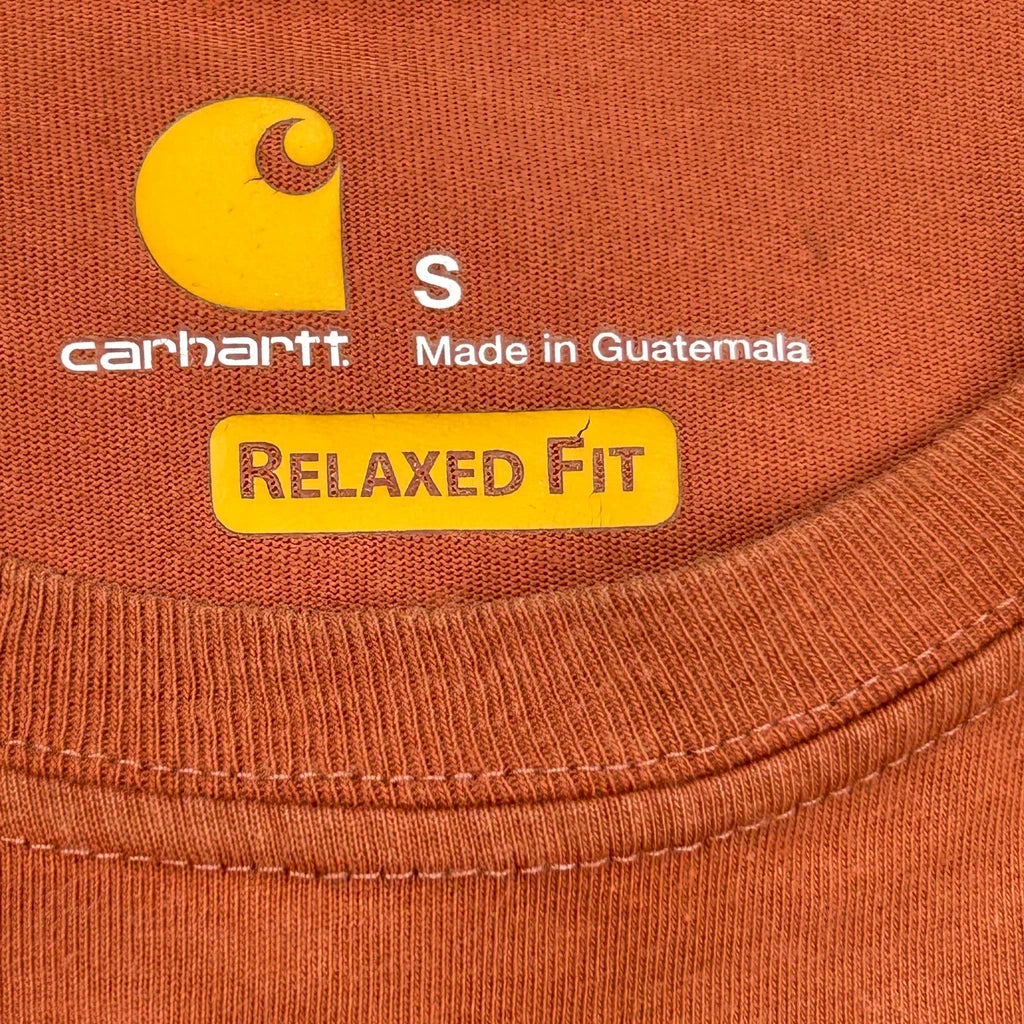 carhartt.
S
Made in Guatemala
RELAXED FIT